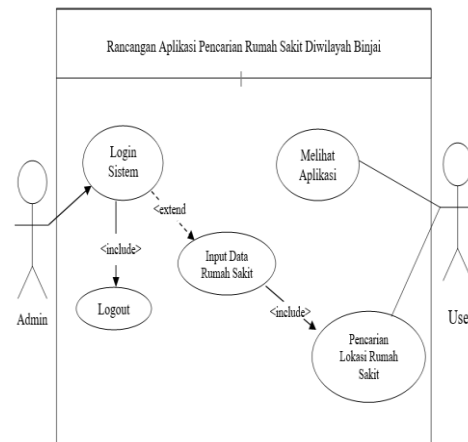 Rancangan Aplikasi Pencarian Rumah Sakit Diwilayah Binjai
Login
Sistem
Melihat
Aplikasi
<extend
<include>
Input Data
Rumah Sakit
Logout
<include>
Admin
Use
Pencarian
Lokasi Rumah
Sakit